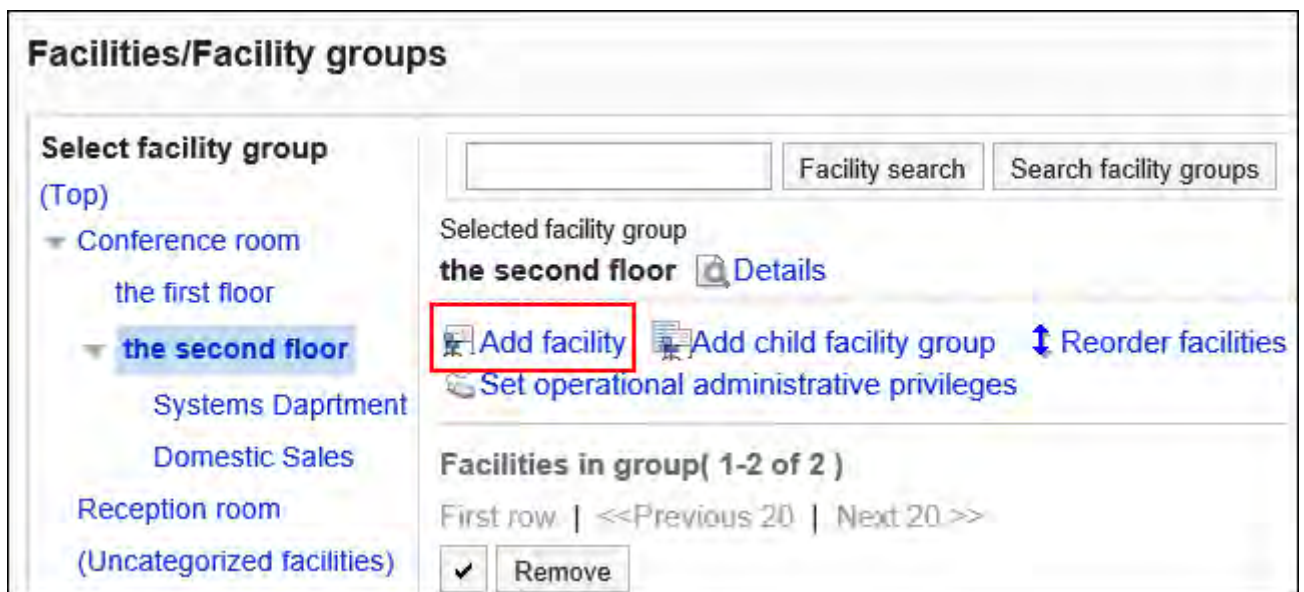 Facilities/Facility groups
Select facility group
(Top)
Conference room
the first floor
the second floor
Systems Daprtment
Domestic Sales
Reception room
(Uncategorized facilities)
Facility search Search facility groups
Selected facility group
the second floor Details
Add facility Add child facility group Reorder facilities
Set operational administrative privileges
Facilities in group( 1-2 of 2 )
First row | <<Previous 20 | Next 20 >>
Remove